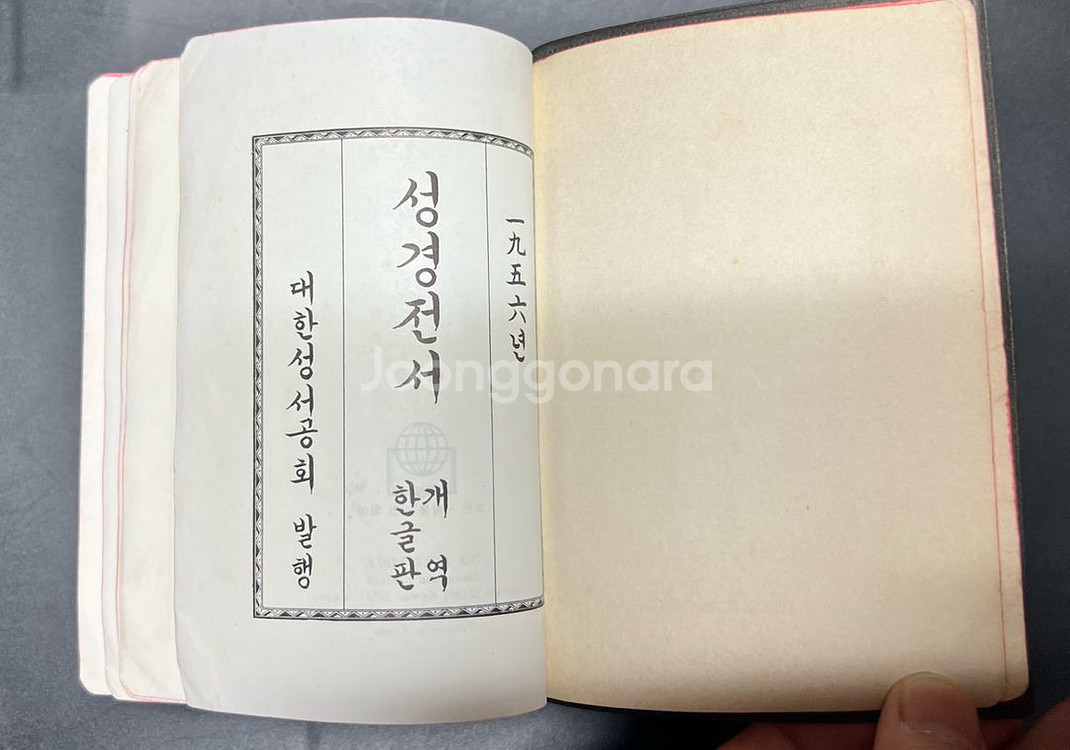 一九五六년
성경전서
개역
한글판
대한성서공회 발행
Joonggonara